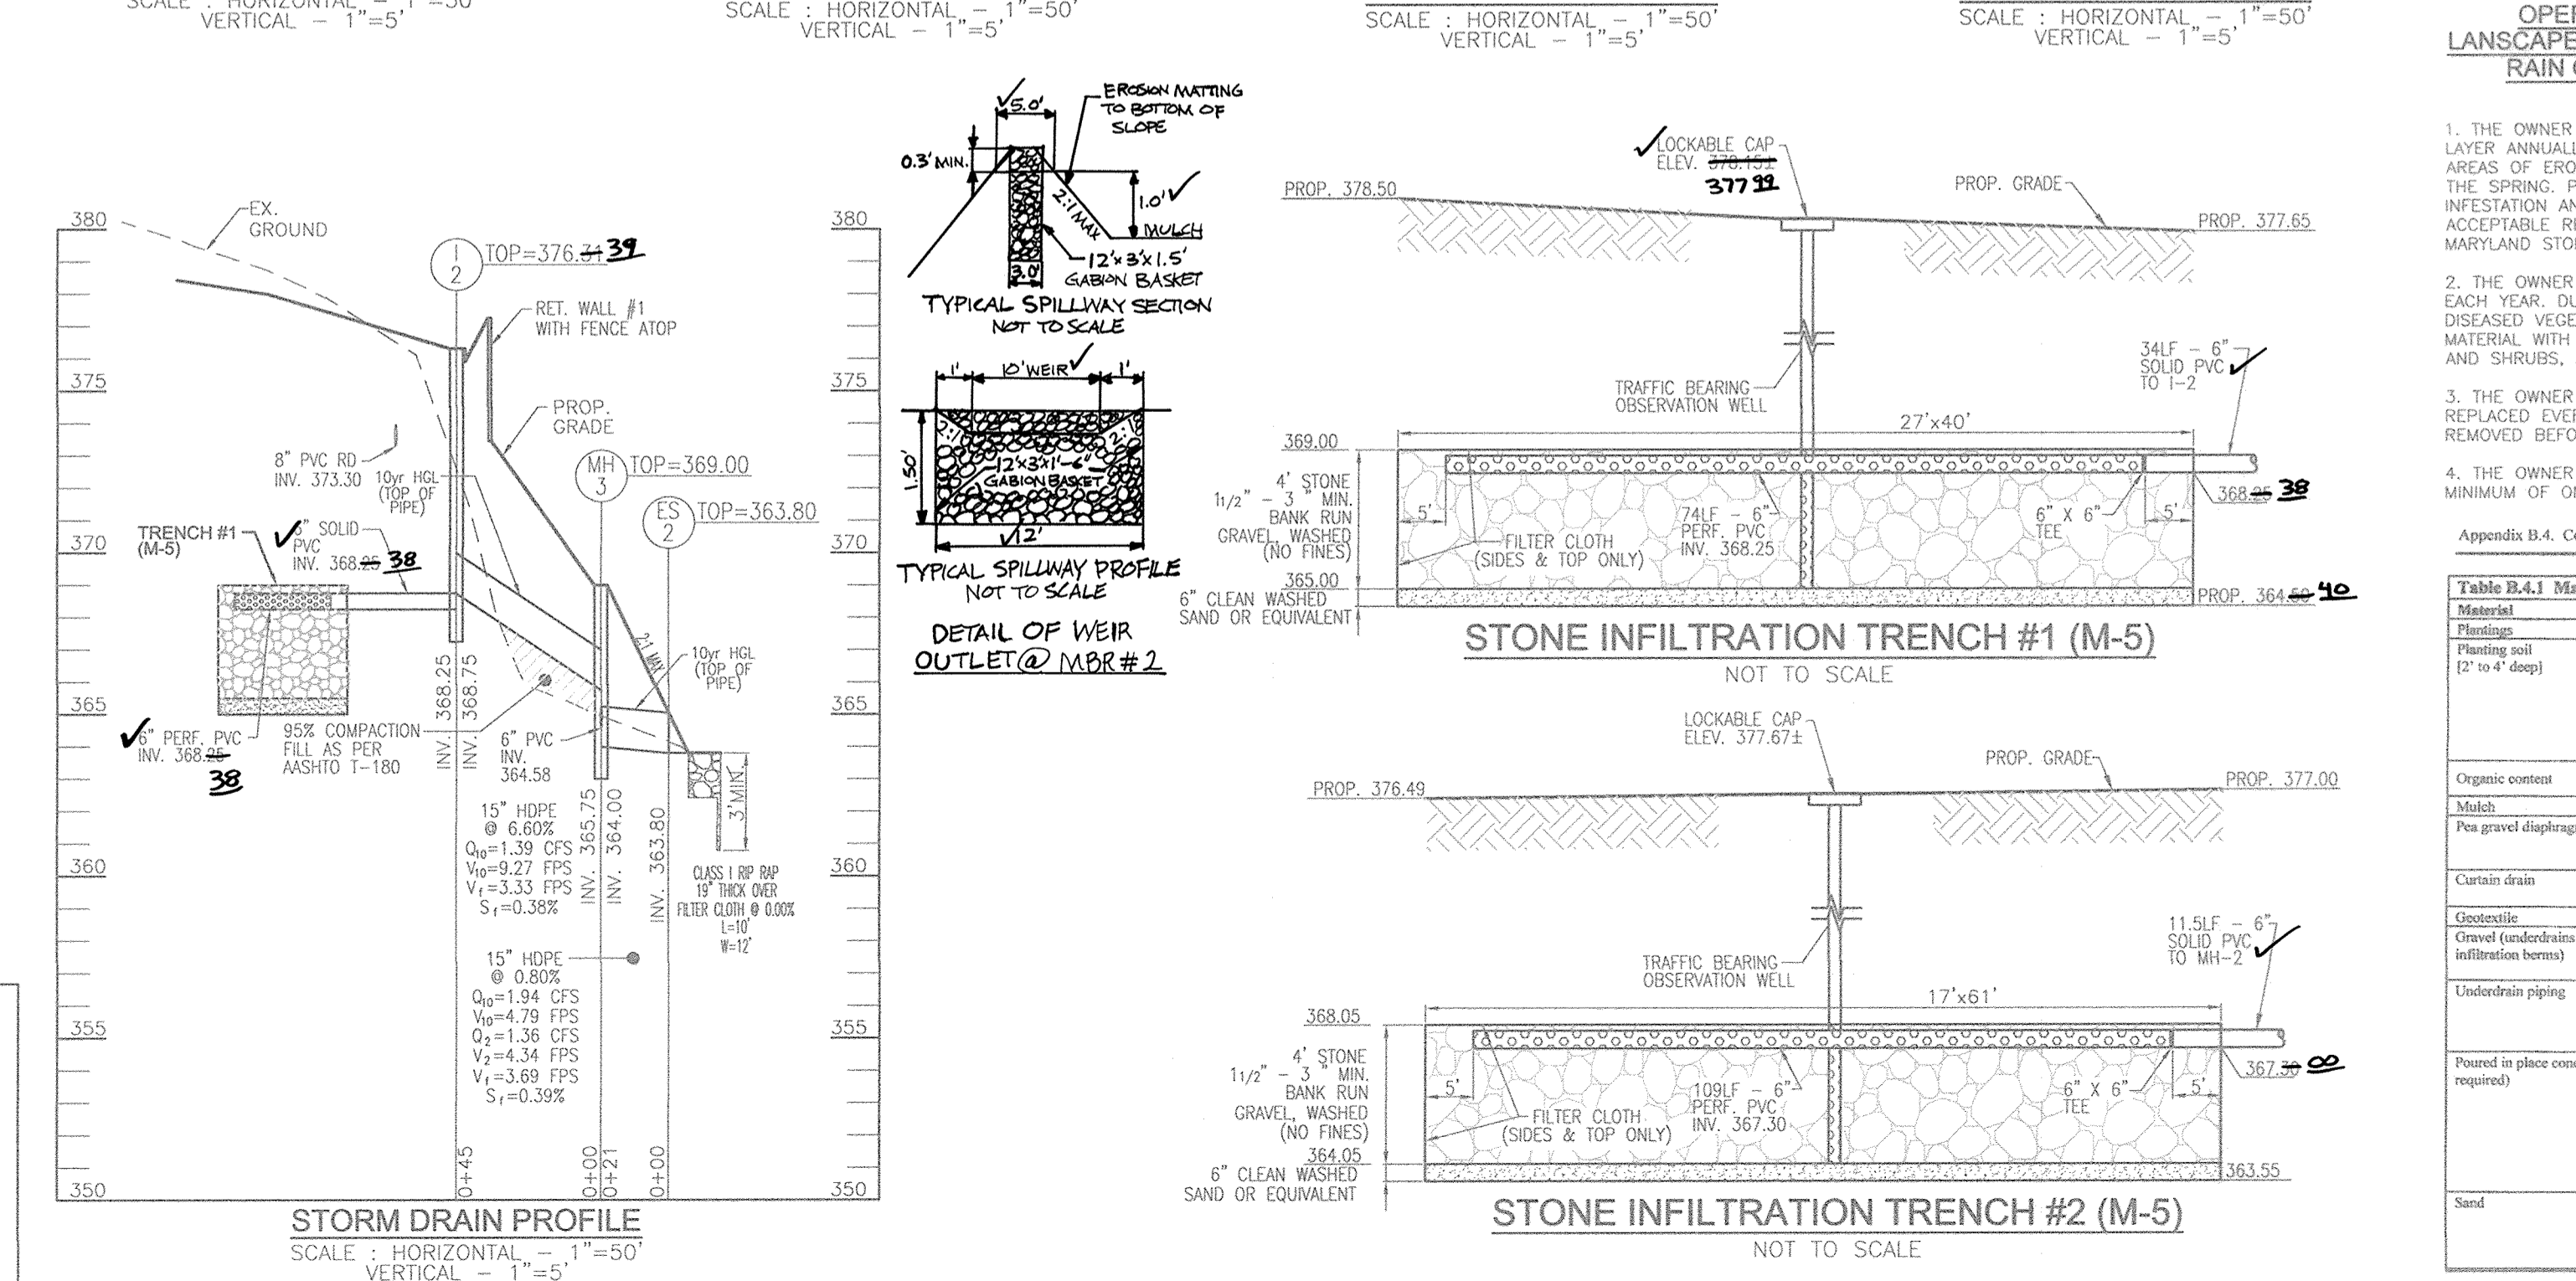 SCALE : HORIZONTAL - 1"=50'
VERTICAL - 1"=5'
SCALE : HORIZONTAL - 1"=50'
VERTICAL - 1"=5'
SCALE : HORIZONTAL - 1"=50'
VERTICAL - 1"=5'
SCALE : HORIZONTAL - 1"=50'
VERTICAL - 1"=5'
380
375
370
365
360
355
350
380
375
370
365
360
355
350
EX.
GROUND
I
2
TOP=376.31 39
RET. WALL #1
WITH FENCE ATOP
PROP.
GRADE
8" PVC RD
INV. 373.30
10yr HGL
(TOP OF
PIPE)
MH
3
TOP=369.00
ES
2
TOP=363.80
TRENCH #1
(M-5)
6" SOLID
PVC
INV. 368.25 38
2:1 MAX
10yr HGL
(TOP OF
PIPE)
INV. 368.25
INV. 368.75
6" PERF. PVC
INV. 368.25
38
95% COMPACTION
FILL AS PER
AASHTO T-180
6" PVC
INV.
364.58
3' MIN.
15" HDPE
@ 6.60%
Q10=1.39 CFS
V10=9.27 FPS
Vf=3.33 FPS
Sf=0.38%
INV. 365.75
INV. 364.00
INV. 363.80
CLASS I RIP RAP
19" THICK OVER
FILTER CLOTH @ 0.00%
L=10'
W=12'
15" HDPE
@ 0.80%
Q10=1.94 CFS
V10=4.79 FPS
Q2=1.36 CFS
V2=4.34 FPS
Vf=3.69 FPS
Sf=0.39%
0+45
0+00
0+21
0+00
STORM DRAIN PROFILE
SCALE : HORIZONTAL - 1"=50'
VERTICAL - 1"=5'
5.0'
EROSION MATTING
TO BOTTOM OF
SLOPE
0.3' MIN.
1.0'
2:1 MAX
MULCH
12'x3'x1.5'
GABION BASKET
3.0'
TYPICAL SPILLWAY SECTION
NOT TO SCALE
1'
10' WEIR
1'
2:1
2:1
1.50'
12'x3'x1'-6"
GABION BASKET
12'
TYPICAL SPILLWAY PROFILE
NOT TO SCALE
DETAIL OF WEIR
OUTLET @ MBR #2
LOCKABLE CAP
ELEV. 378.15±
377 99
PROP. 378.50
PROP. GRADE
PROP. 377.65
34LF - 6"
SOLID PVC
TO I-2
TRAFFIC BEARING
OBSERVATION WELL
27'x40'
369.00
4' STONE
1 1/2" - 3 " MIN.
BANK RUN
GRAVEL, WASHED
(NO FINES)
5'
FILTER CLOTH
(SIDES & TOP ONLY)
74LF - 6"
PERF. PVC
INV. 368.25
6" X 6"
TEE
5'
368.25 38
365.00
6" CLEAN WASHED
SAND OR EQUIVALENT
PROP. 364.50 40
STONE INFILTRATION TRENCH #1 (M-5)
NOT TO SCALE
LOCKABLE CAP
ELEV. 377.67±
PROP. 376.49
PROP. GRADE
PROP. 377.00
11.5LF - 6"
SOLID PVC
TO MH-2
TRAFFIC BEARING
OBSERVATION WELL
17'x61'
368.05
4' STONE
1 1/2" - 3 " MIN.
BANK RUN
GRAVEL, WASHED
(NO FINES)
5'
FILTER CLOTH
(SIDES & TOP ONLY)
109LF - 6"
PERF. PVC
INV. 367.30
6" X 6"
TEE
5'
367.30 00
364.05
6" CLEAN WASHED
SAND OR EQUIVALENT
363.55
STONE INFILTRATION TRENCH #2 (M-5)
NOT TO SCALE
LANSCAPE
RAIN
1. THE OWNER
LAYER
AREAS OF
THE SPRING.
INFESTATION
ACCEPTABLE
MARYLAND
2. THE OWNER
EACH YEAR.
DISEASED
MATERIAL WITH
AND SHRUBS,
3. THE OWNER
REPLACED
REMOVED
4. THE OWNER
MINIMUM OF
Appendix B.4.
Table B.4.1
Material
Plantings
Planting soil
[2' to 4' deep]
Organic content
Mulch
Pea gravel
Curtain drain
Geotextile
Gravel (underdrains
infiltration berms)
Underdrain piping
Poured in place
required)
Sand